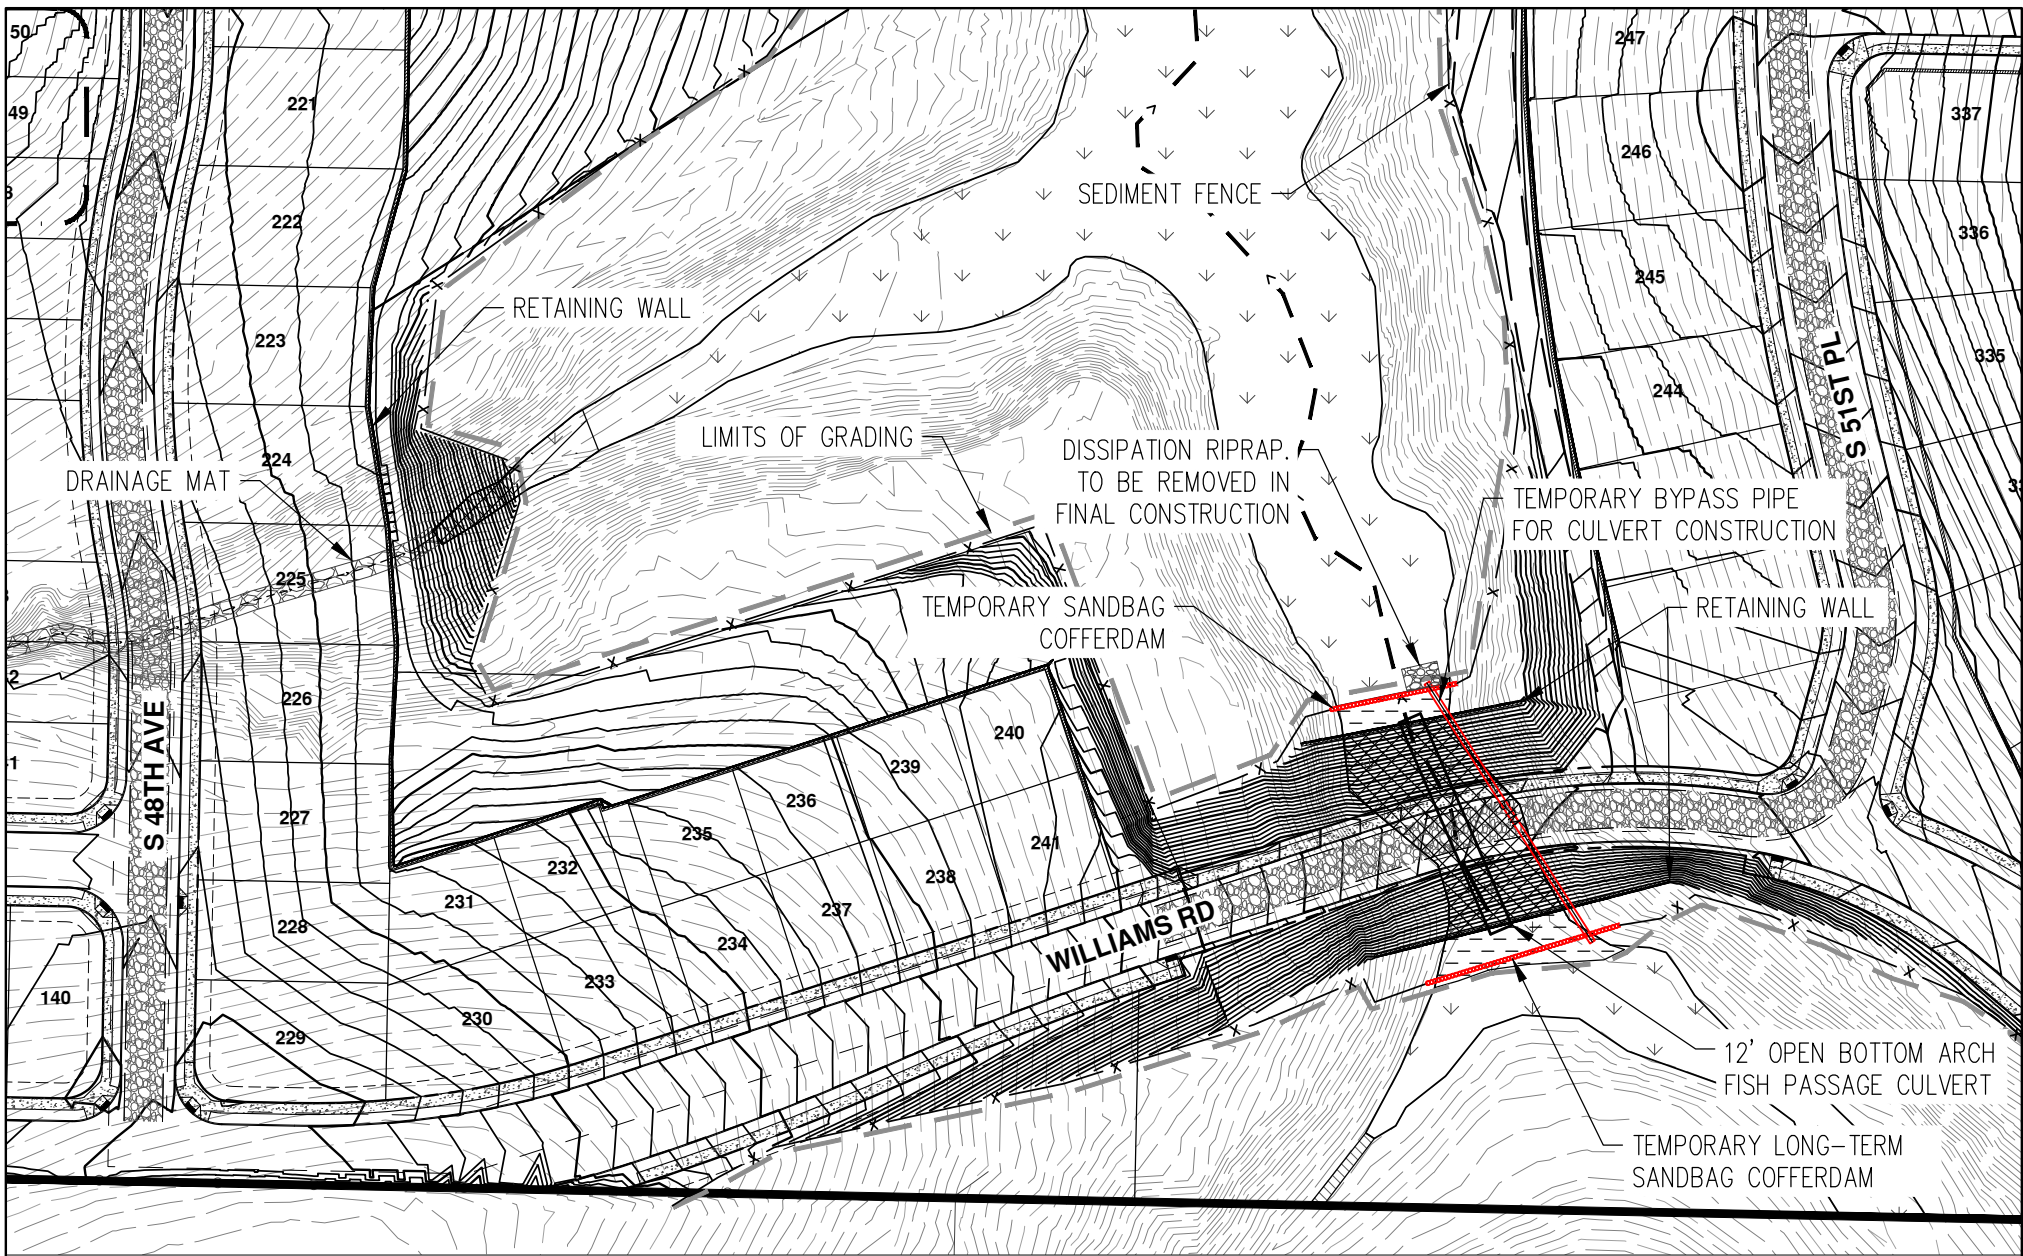 50
49
221
222
223
224
225
226
227
228
229
230
231
232
233
234
235
236
237
238
239
240
241
140
247
246
245
244
337
336
335
S 48TH AVE
S 51ST PL
WILLIAMS RD
SEDIMENT FENCE
RETAINING WALL
LIMITS OF GRADING
DRAINAGE MAT
DISSIPATION RIPRAP.
TO BE REMOVED IN
FINAL CONSTRUCTION
TEMPORARY BYPASS PIPE
FOR CULVERT CONSTRUCTION
TEMPORARY SANDBAG
COFFERDAM
RETAINING WALL
12' OPEN BOTTOM ARCH
FISH PASSAGE CULVERT
TEMPORARY LONG-TERM
SANDBAG COFFERDAM